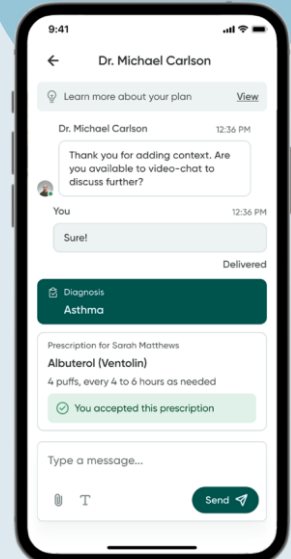 9:41
Dr. Michael Carlson
Learn more about your plan View
Dr. Michael Carlson 12:36 PM
Thank you for adding context. Are
you available to video-chat to
discuss further?
You 12:36 PM
Sure!
Delivered
Diagnosis
Asthma
Prescription for Sarah Matthews
Albuterol (Ventolin)
4 puffs, every 4 to 6 hours as needed
You accepted this prescription
Type a message...
T
Send